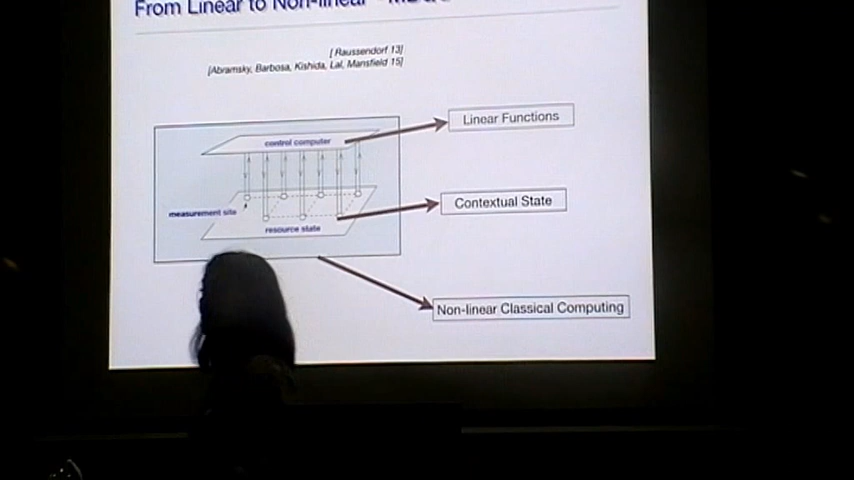 From Linear to Non-linear
[ Raussendorf 13]
[Abramsky, Barbosa, Kishida, Lal, Mansfield 15]
Linear Functions
control computer
Contextual State
measurement site
resource state
Non-linear Classical Computing